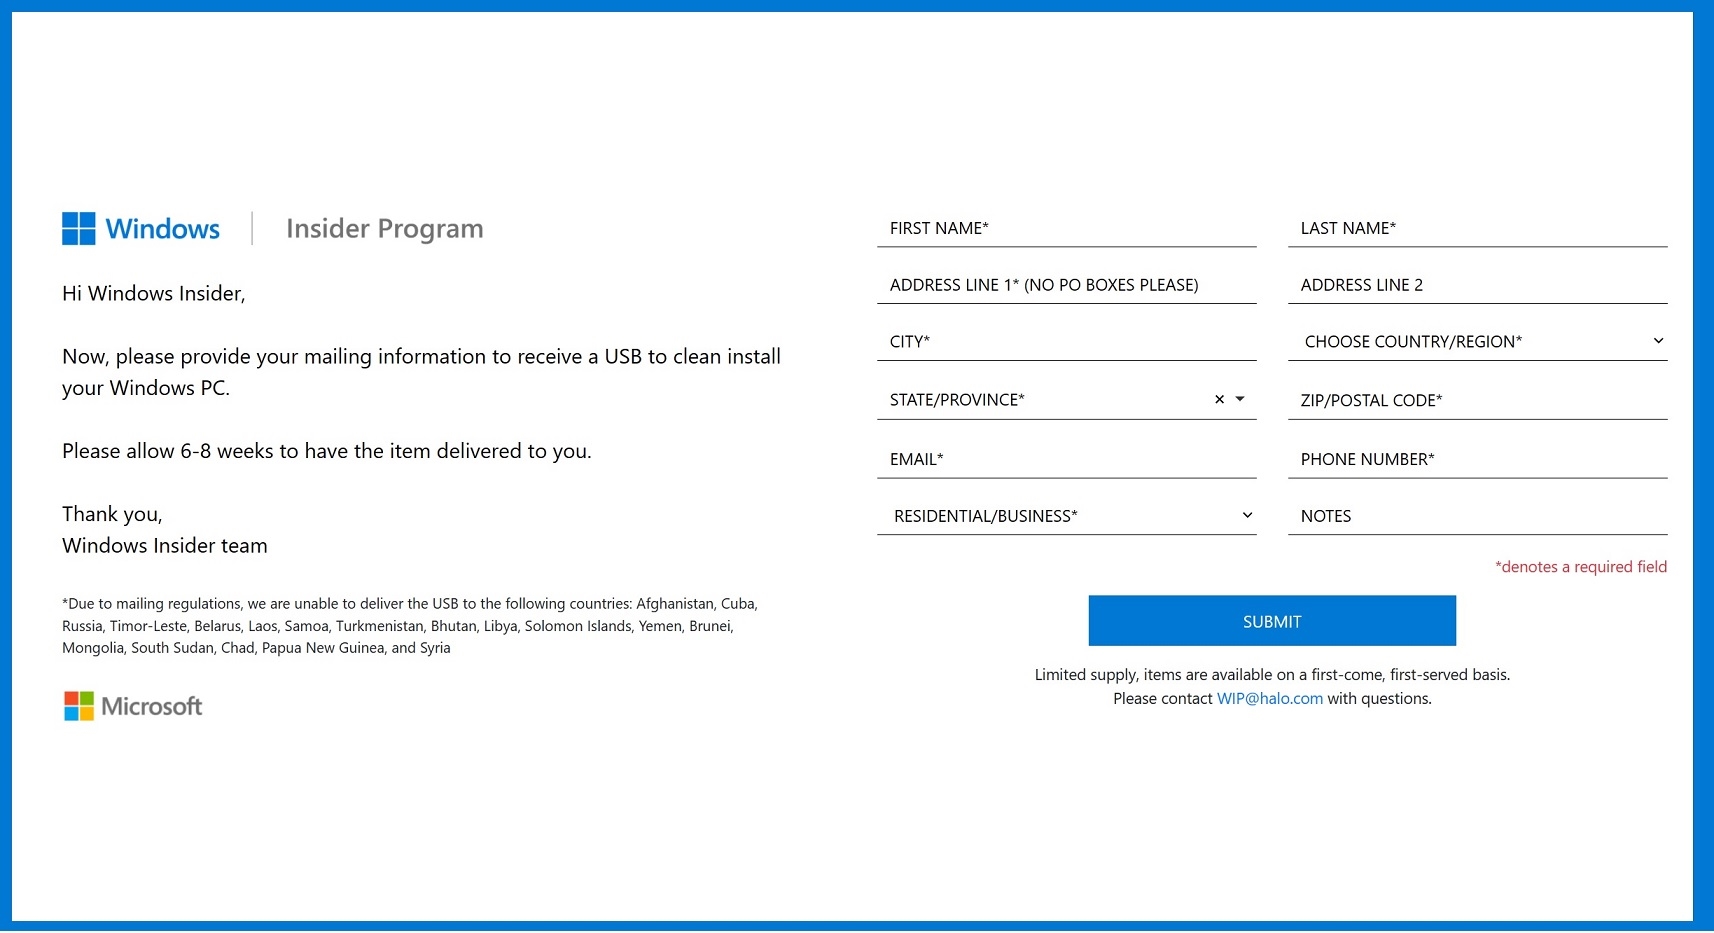 Windows | Insider Program
Hi Windows Insider,
Now, please provide your mailing information to receive a USB to clean install
your Windows PC.
Please allow 6-8 weeks to have the item delivered to you.
Thank you,
Windows Insider team
*Due to mailing regulations, we are unable to deliver the USB to the following countries: Afghanistan, Cuba,
Russia, Timor-Leste, Belarus, Laos, Samoa, Turkmenistan, Bhutan, Libya, Solomon Islands, Yemen, Brunei,
Mongolia, South Sudan, Chad, Papua New Guinea, and Syria
Microsoft
FIRST NAME*
LAST NAME*
ADDRESS LINE 1* (NO PO BOXES PLEASE)
ADDRESS LINE 2
CITY*
CHOOSE COUNTRY/REGION*
STATE/PROVINCE*
ZIP/POSTAL CODE*
EMAIL*
PHONE NUMBER*
RESIDENTIAL/BUSINESS*
NOTES
*denotes a required field
SUBMIT
Limited supply, items are available on a first-come, first-served basis.
Please contact WIP@halo.com with questions.